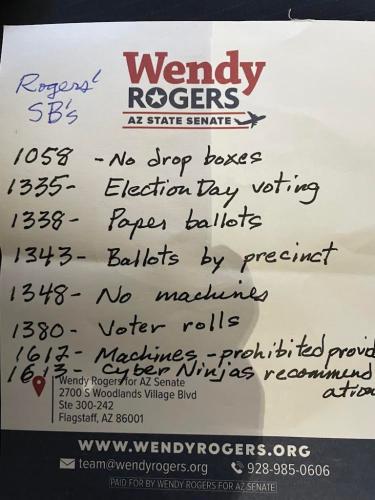 Rogers'
SB's
Wendy
ROGERS
AZ STATE SENATE
1058 - No drop boxes
1335 - Election Day voting
1338 - Paper ballots
1343 - Ballots by precinct
1348 - No machines
1380 - Voter rolls
1612 - Machines - prohibited provid
1613 - Cyber Ninjas recommend
ation
Wendy Rogers for AZ Senate
2700 S Woodlands Village Blvd
Ste 300-242
Flagstaff, AZ 86001
WWW.WENDYROGERS.ORG
team@wendyrogers.org 928-985-0606
PAID FOR BY WENDY ROGERS FOR AZ SENATE